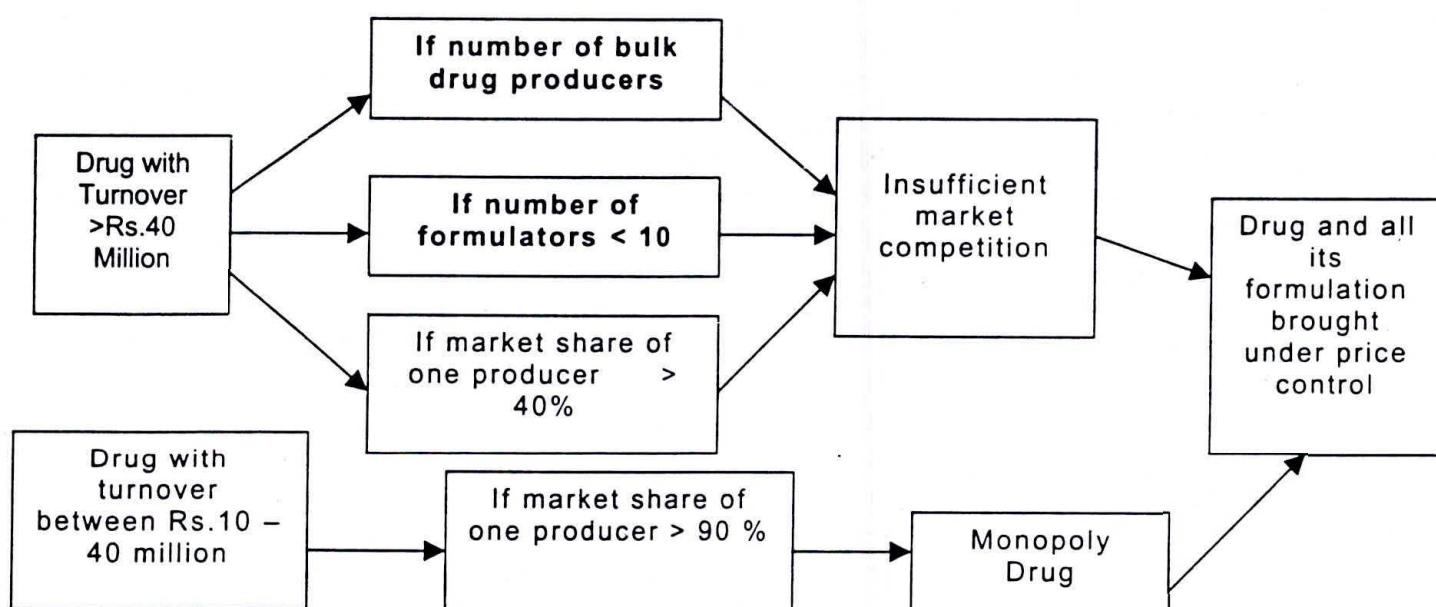 If number of bulk
drug producers
Drug with
Turnover
>Rs.40
Million
If number of
formulators < 10
If market share of
one producer >
40%
Insufficient
market
competition
Drug and all
its
formulation
brought
under price
control
Drug with
turnover
between Rs.10 –
40 million
If market share of
one producer > 90 %
Monopoly
Drug